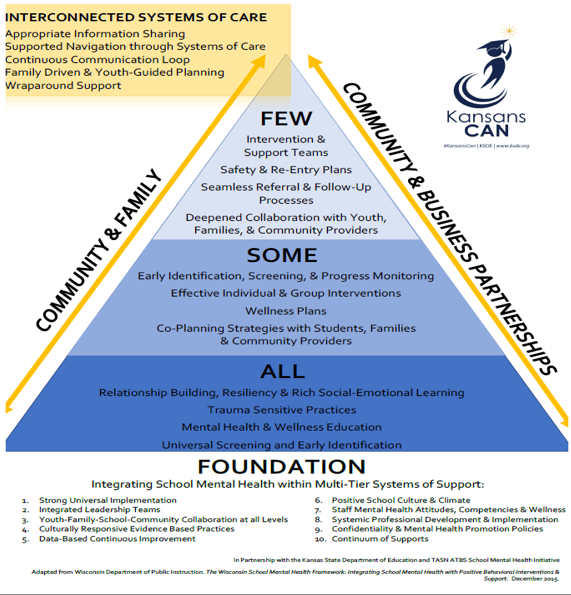 INTERCONNECTED SYSTEMS OF CARE
Appropriate Information Sharing
Supported Navigation through Systems of Care
Continuous Communication Loop
Family Driven & Youth-Guided Planning
Wraparound Support
Kansans
CAN
#KansansCan | KSDE | www.ksde.org
COMMUNITY & FAMILY
COMMUNITY & BUSINESS PARTNERSHIPS
FEW
Intervention &
Support Teams
Safety & Re-Entry Plans
Seamless Referral & Follow-Up
Processes
Deepened Collaboration with Youth,
Families, & Community Providers
SOME
Early Identification, Screening, & Progress Monitoring
Effective Individual & Group Interventions
Wellness Plans
Co-Planning Strategies with Students, Families
& Community Providers
ALL
Relationship Building, Resiliency & Rich Social-Emotional Learning
Trauma Sensitive Practices
Mental Health & Wellness Education
Universal Screening and Early Identification
FOUNDATION
Integrating School Mental Health within Multi-Tier Systems of Support:
1. Strong Universal Implementation
2. Integrated Leadership Teams
3. Youth-Family-School-Community Collaboration at all Levels
4. Culturally Responsive Evidence Based Practices
5. Data-Based Continuous Improvement
6. Positive School Culture & Climate
7. Staff Mental Health Attitudes, Competencies & Wellness
8. Systemic Professional Development & Implementation
9. Confidentiality & Mental Health Promotion Policies
10. Continuum of Supports
In Partnership with the Kansas State Department of Education and TASN ATBS School Mental Health Initiative
Adapted from Wisconsin Department of Public Instruction. The Wisconsin School Mental Health Framework: Integrating School Mental Health with Positive Behavioral Interventions &
Support. December 2015.